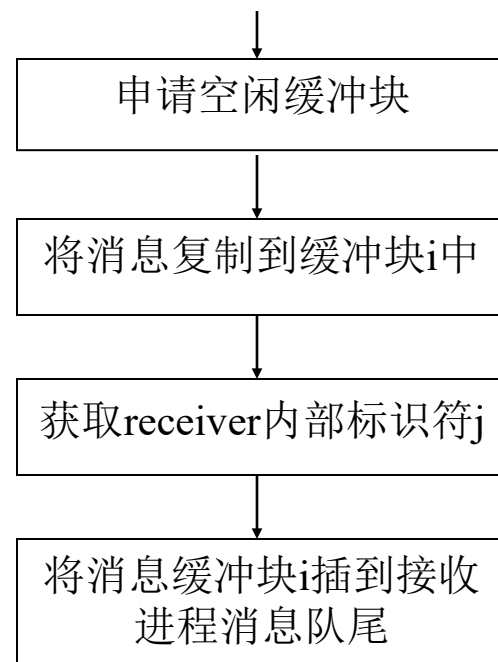 申请空闲缓冲块
将消息复制到缓冲块i中
获取receiver内部标识符j
将消息缓冲块i插到接收
进程消息队尾